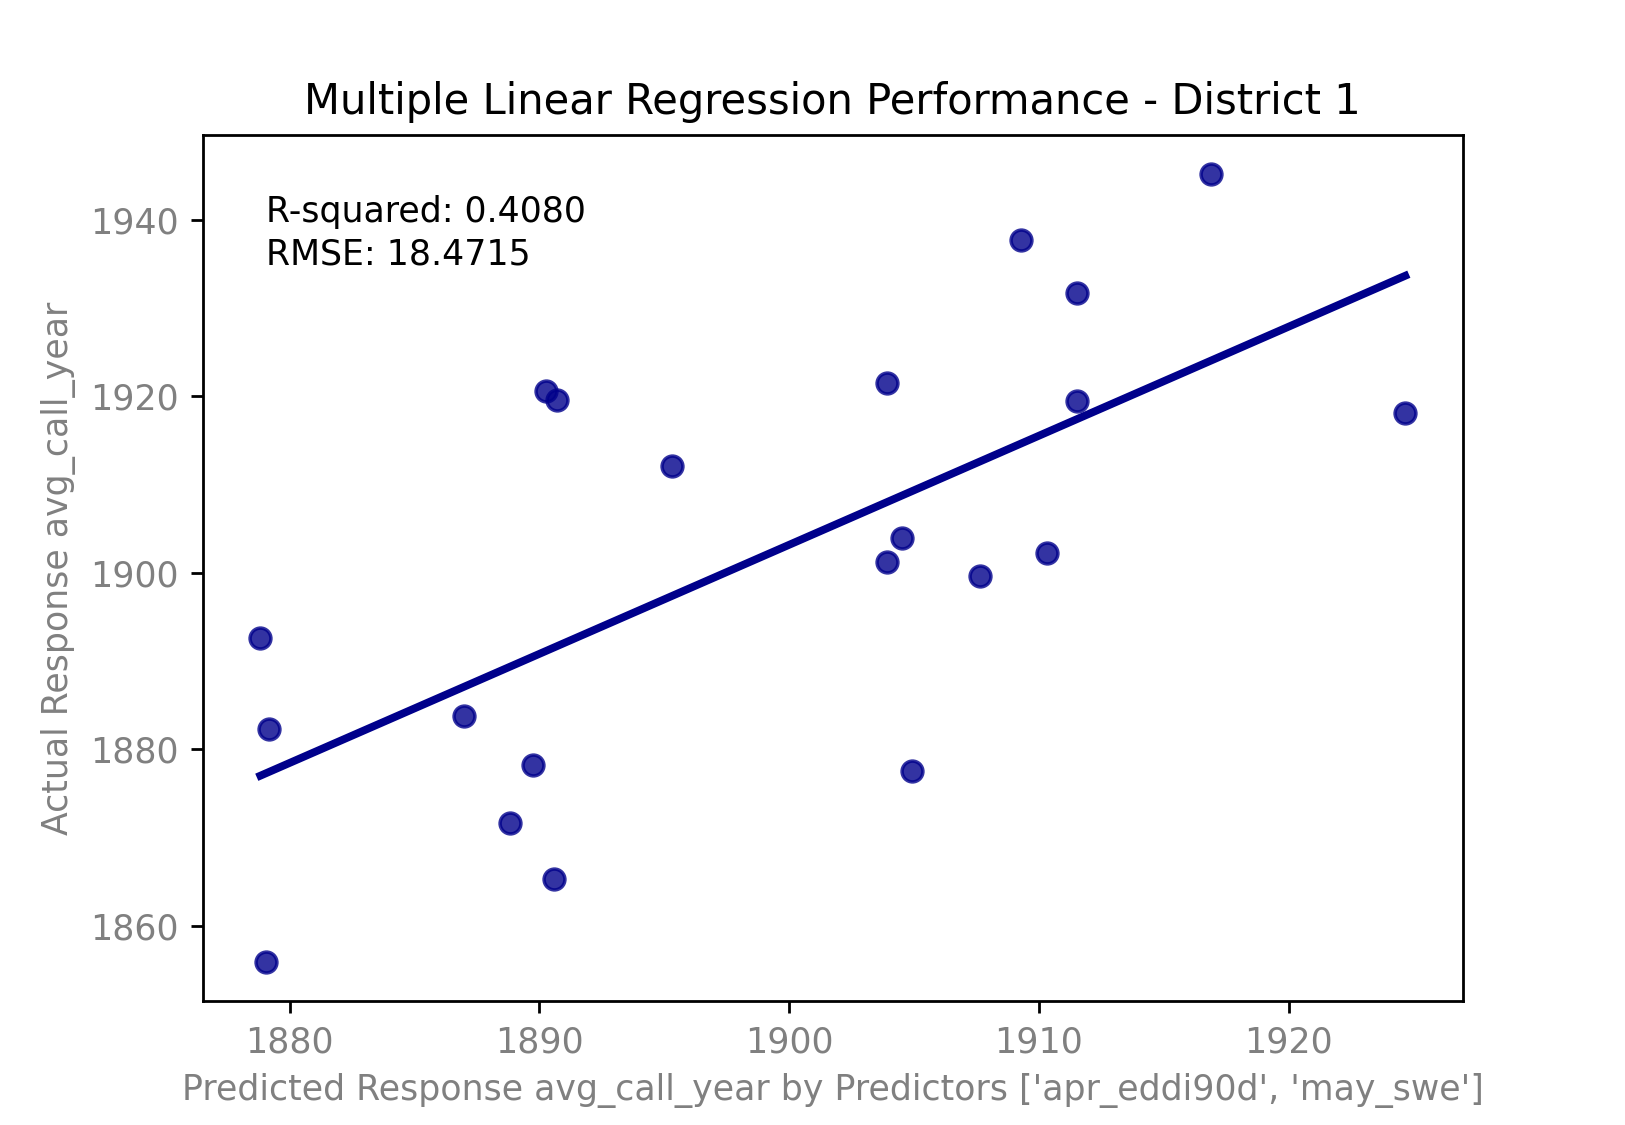 Multiple Linear Regression Performance - District 1
R-squared: 0.4080
RMSE: 18.4715
Actual Response avg_call_year
1940
1920
1900
1880
1860
1880 1890 1900 1910 1920
Predicted Response avg_call_year by Predictors ['apr_eddi90d', 'may_swe']